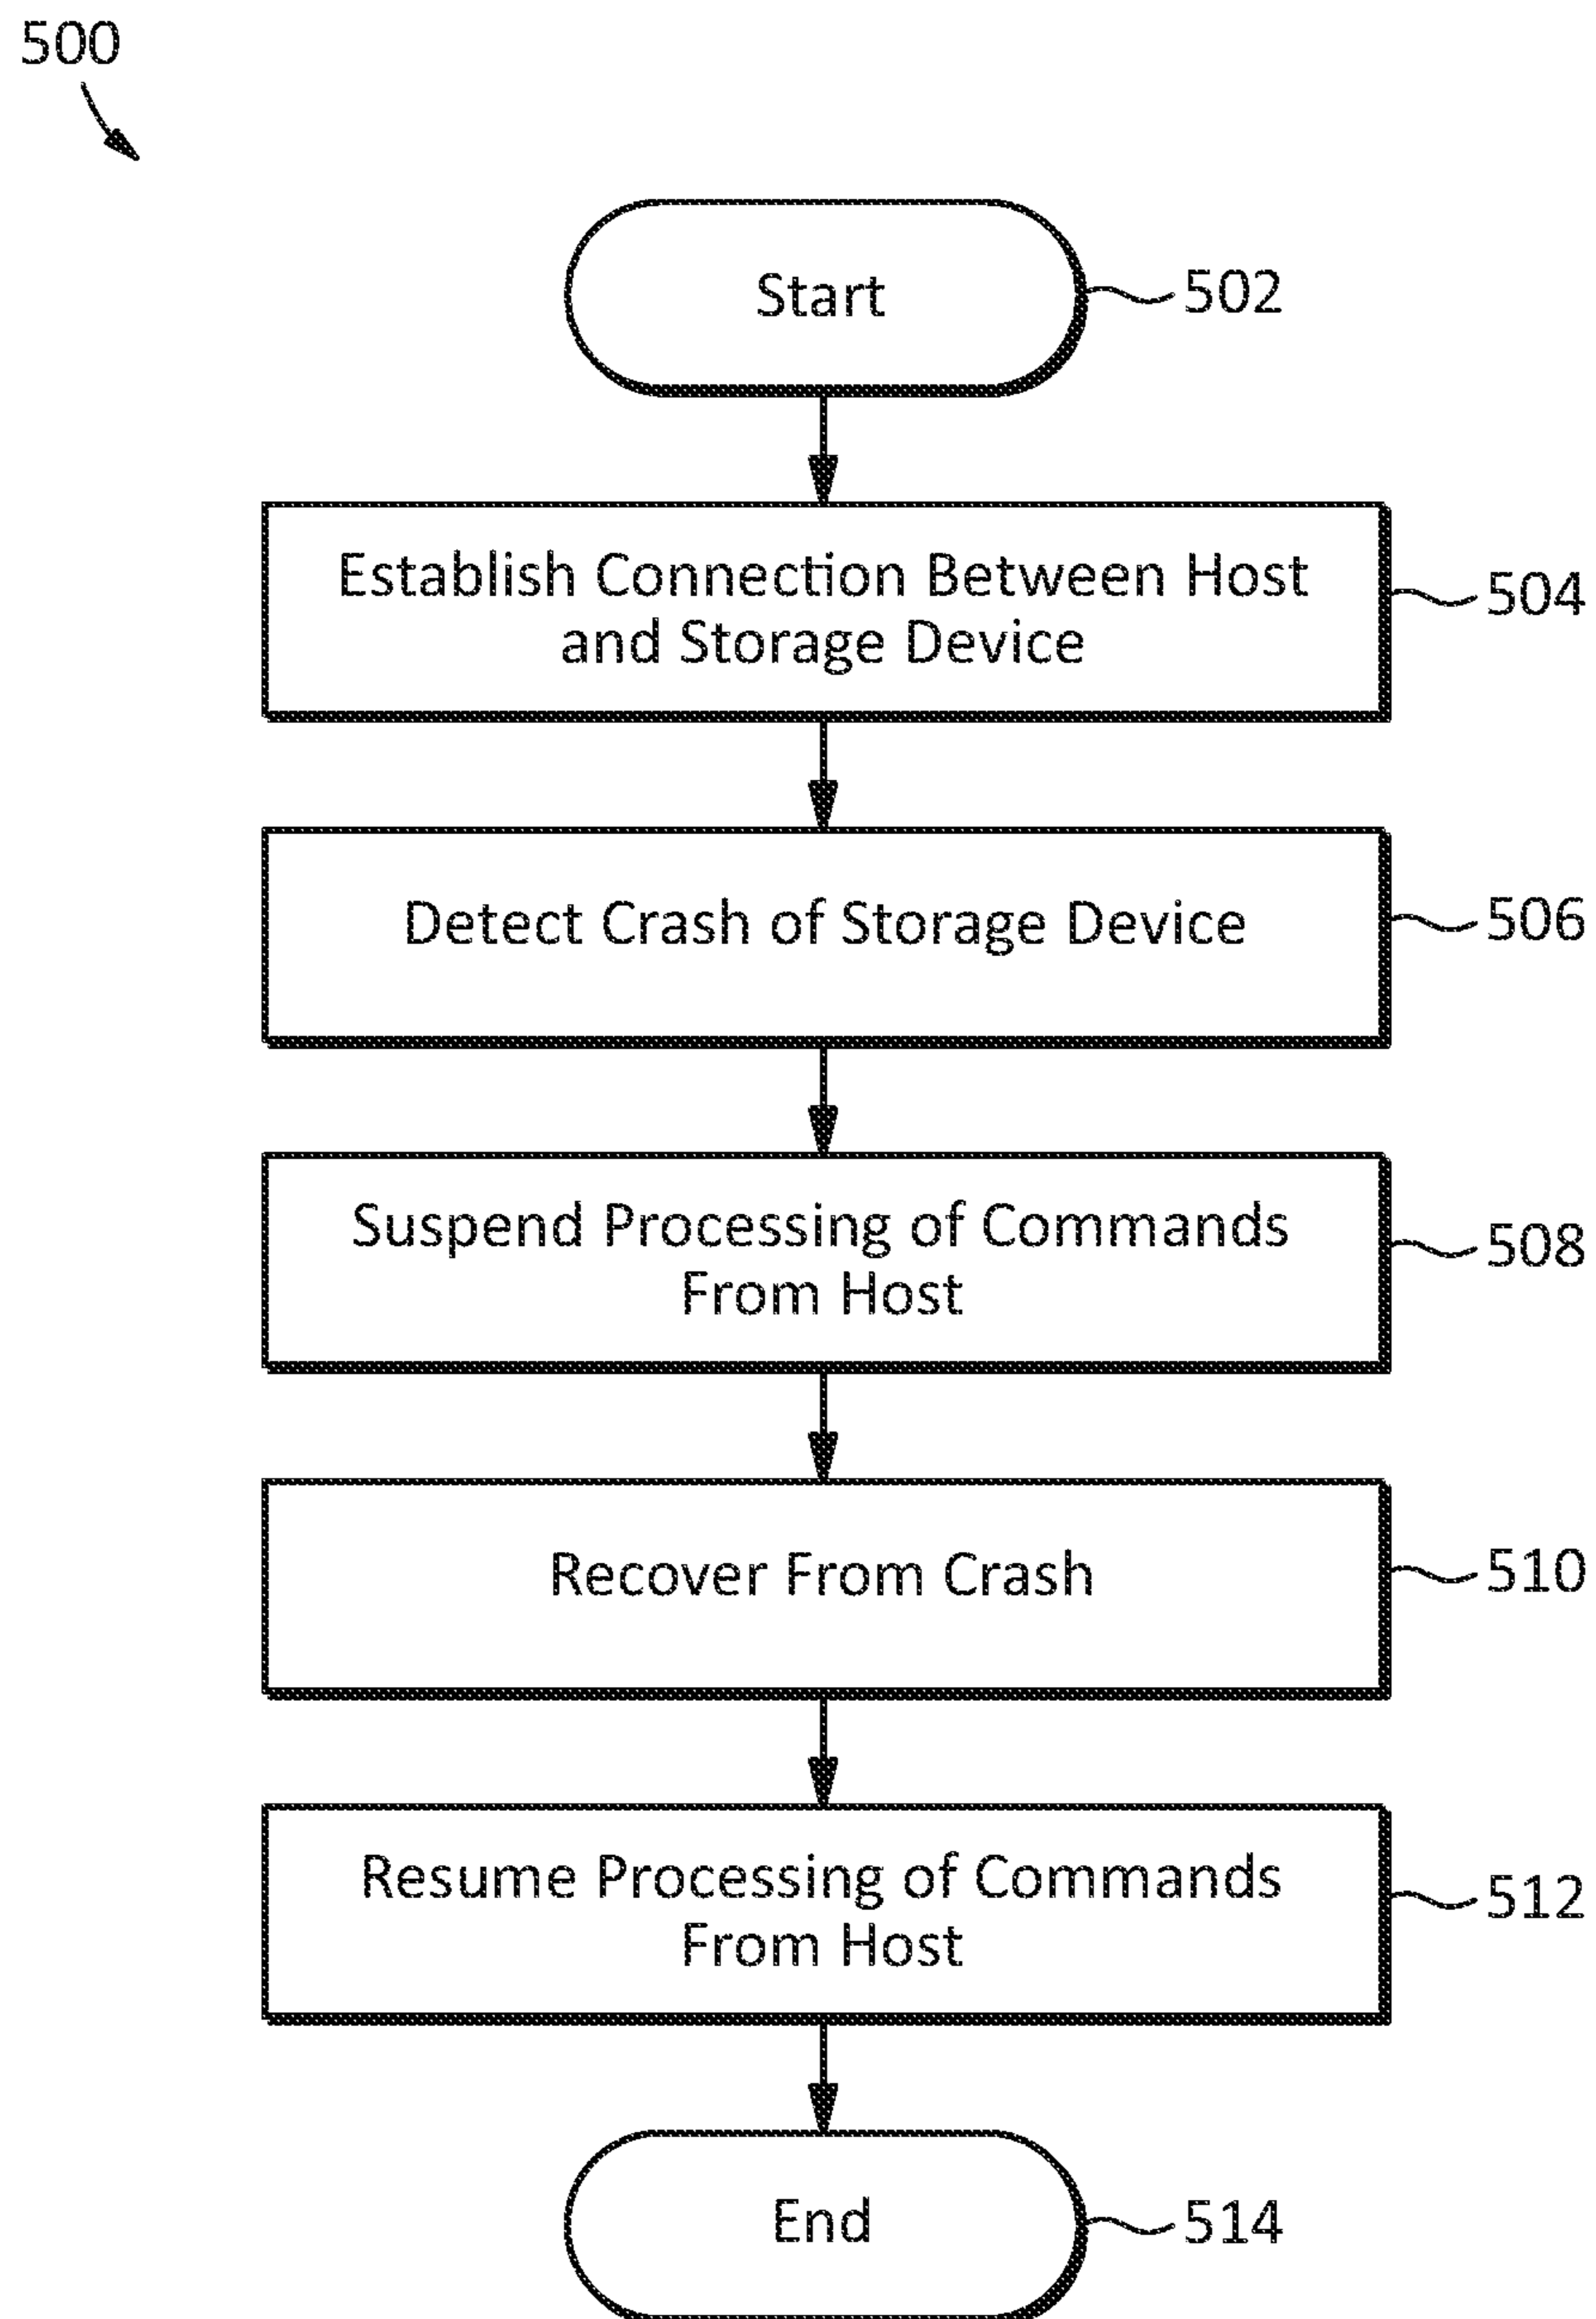 500
Start
502
Establish Connection Between Host
and Storage Device
504
Detect Crash of Storage Device
506
Suspend Processing of Commands
From Host
508
Recover From Crash
510
Resume Processing of Commands
From Host
512
End
514